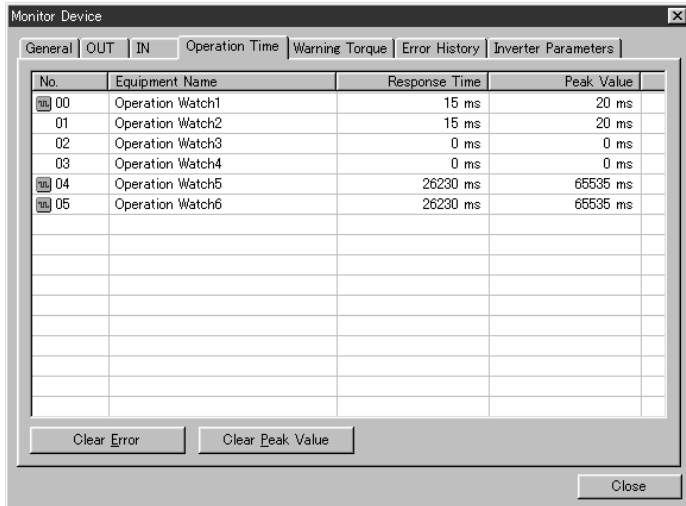 Monitor Device
General OUT IN Operation Time Warning Torque Error History Inverter Parameters
No. Equipment Name Response Time Peak Value
00 Operation Watch1 15 ms 20 ms
01 Operation Watch2 15 ms 20 ms
02 Operation Watch3 0 ms 0 ms
03 Operation Watch4 0 ms 0 ms
04 Operation Watch5 26230 ms 65535 ms
05 Operation Watch6 26230 ms 65535 ms
Clear Error Clear Peak Value
Close